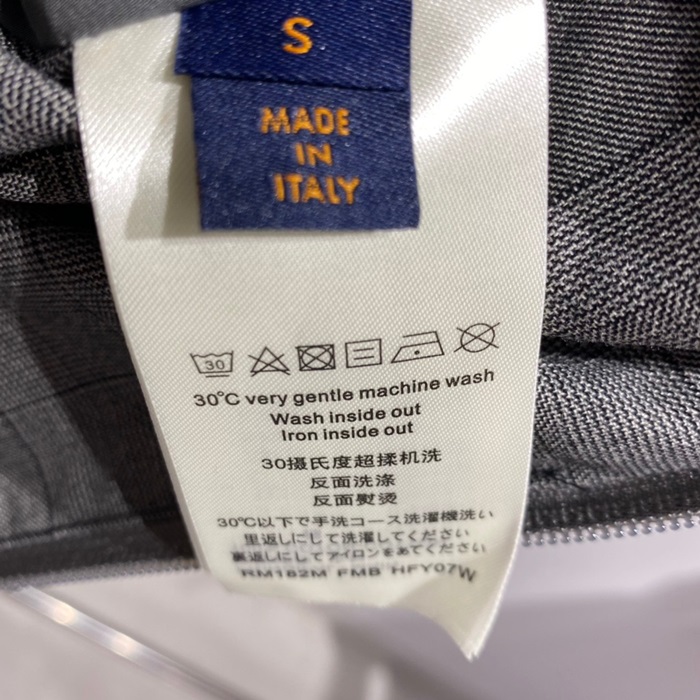 S
MADE
IN
ITALY
30
30°C very gentle machine wash
Wash inside out
Iron inside out
30摄氏度超揉机洗
反面洗涤
反面熨烫
30℃以下で手洗コース洗濯機洗い
里返しにして洗濯してください
裏返しにしてアイロンをあてください
RM182M FMB HFY07W